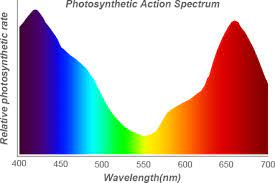 Photosynthetic Action Spectrum
Relative photosynthetic rate
400 450 500 550 600 650 700
Wavelength(nm)